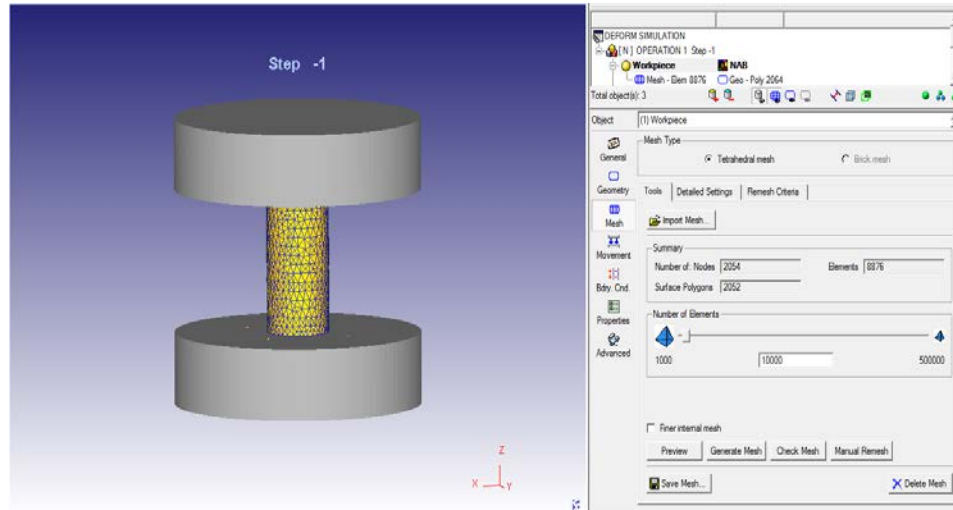 Step -1
Z
X
Y
DEFORM SIMULATION
[N] OPERATION 1 Step -1
Workpiece NAB
Mesh - Elem 8876 Geo - Poly 2064
Total object(s): 3
Object (1) Workpiece
General
Geometry
Mesh
Movement
Bdry. Cnd.
Properties
Advanced
Mesh Type
Tetrahedral mesh Brick mesh
Tools Detailed Settings Remesh Criteria
Import Mesh...
Summary
Number of: Nodes 2054 Elements 8876
Surface Polygons 2052
Number of Elements
1000 10000 500000
Finer internal mesh
Preview Generate Mesh Check Mesh Manual Remesh
Save Mesh... Delete Mesh